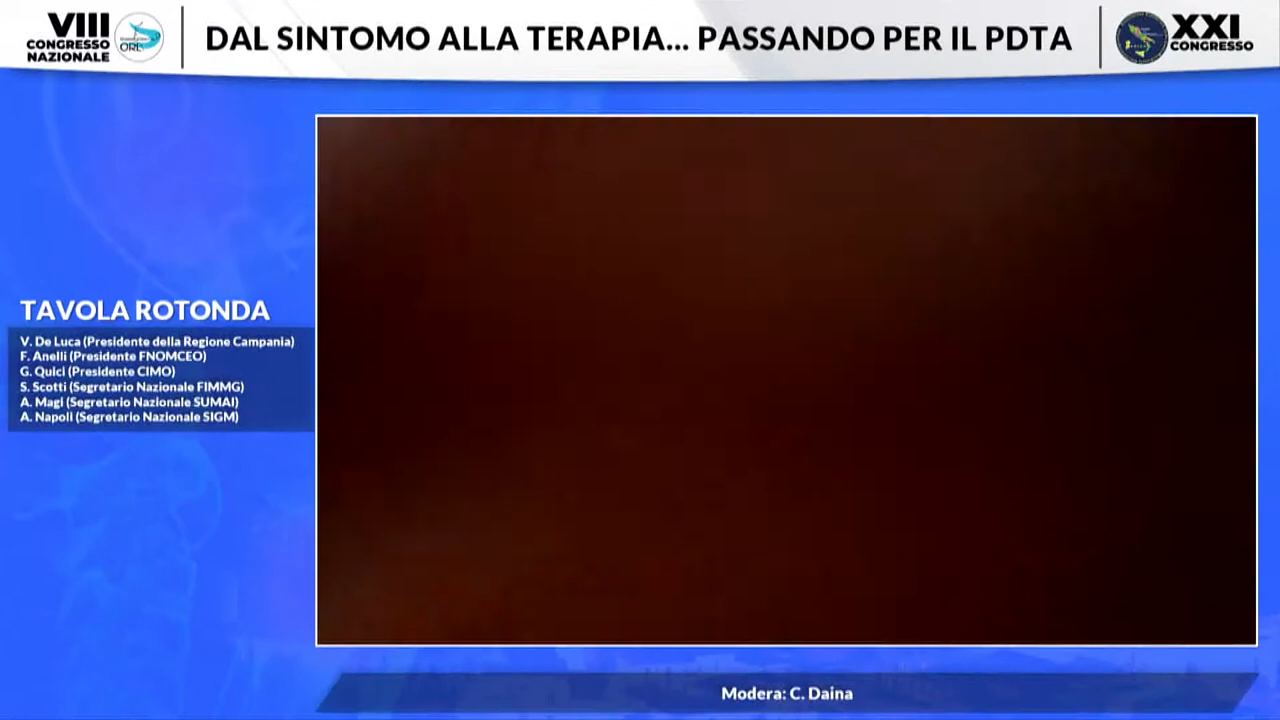 VIII
CONGRESSO
NAZIONALE
ORL
DAL SINTOMO ALLA TERAPIA... PASSANDO PER IL PDTA
XXI
CONGRESSO
TAVOLA ROTONDA
V. De Luca (Presidente della Regione Campania)
F. Anelli (Presidente FNOMCEO)
G. Quici (Presidente CIMO)
S. Scotti (Segretario Nazionale FIMMG)
A. Magi (Segretario Nazionale SUMAI)
A. Napoli (Segretario Nazionale SIGM)
Modera: C. Daina